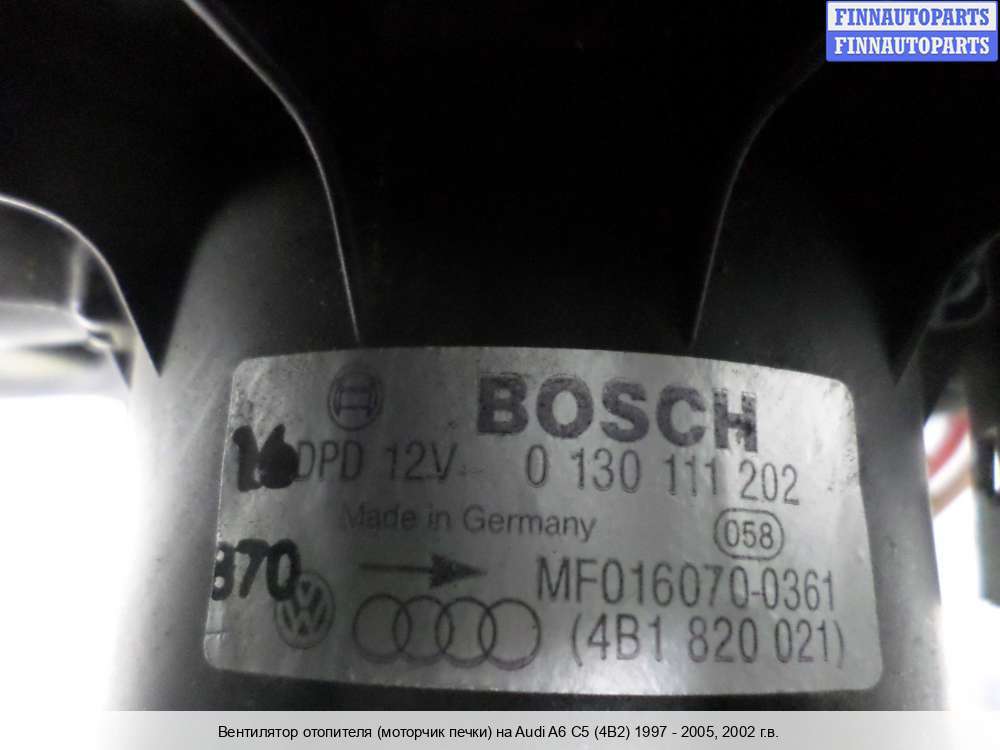 FINNAUTOPARTS
FINNAUTOPARTS
BOSCH
16 DPD 12V 0 130 111 202
Made in Germany 058
370 MF016070-0361
(4B1 820 021)
Вентилятор отопителя (моторчик печки) на Audi A6 C5 (4B2) 1997 - 2005, 2002 г.в.